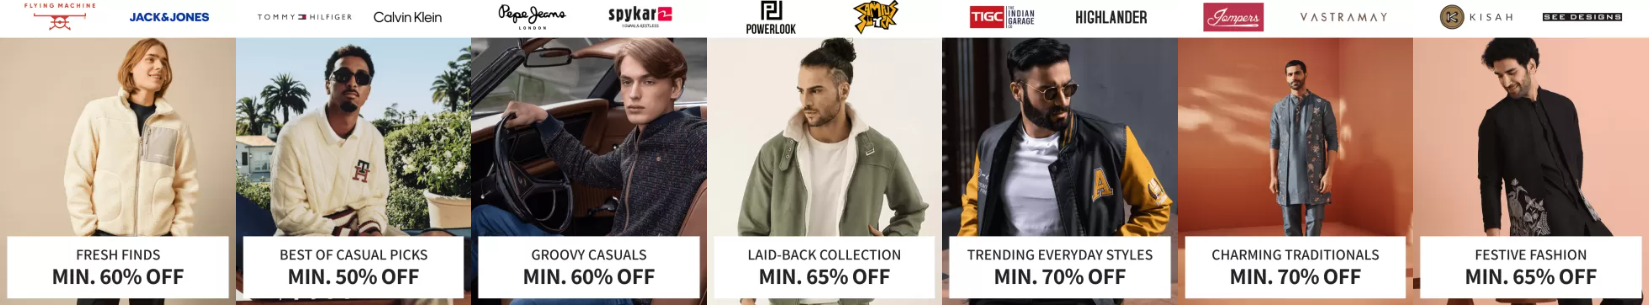 FLYING MACHINE
JACK&JONES
TOMMY HILFIGER
Calvin Klein
Pepe Jeans
LONDON
spykar
POWERLOOK
TIGC
THE
INDIAN
GARAGE
CO
HIGHLANDER
Jompers
VASTRAMAY
KISAH
SEE DESIGNS
A
FRESH FINDS
MIN. 60% OFF
BEST OF CASUAL PICKS
MIN. 50% OFF
GROOVY CASUALS
MIN. 60% OFF
LAID-BACK COLLECTION
MIN. 65% OFF
TRENDING EVERYDAY STYLES
MIN. 70% OFF
CHARMING TRADITIONALS
MIN. 70% OFF
FESTIVE FASHION
MIN. 65% OFF